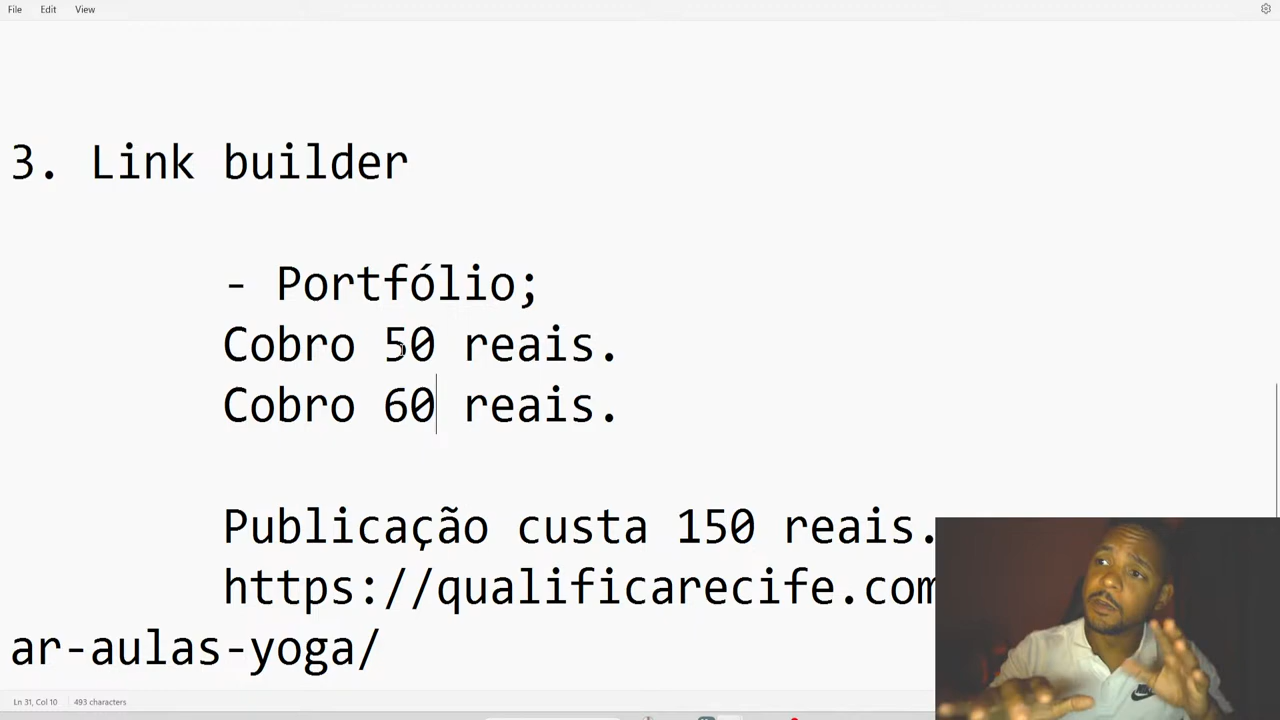 File Edit View
3. Link builder
- Portfólio;
Cobro 50 reais.
Cobro 60 reais.
Publicação custa 150 reais.
https://qualificarecife.com
ar-aulas-yoga/
Ln 31, Col 10 493 characters